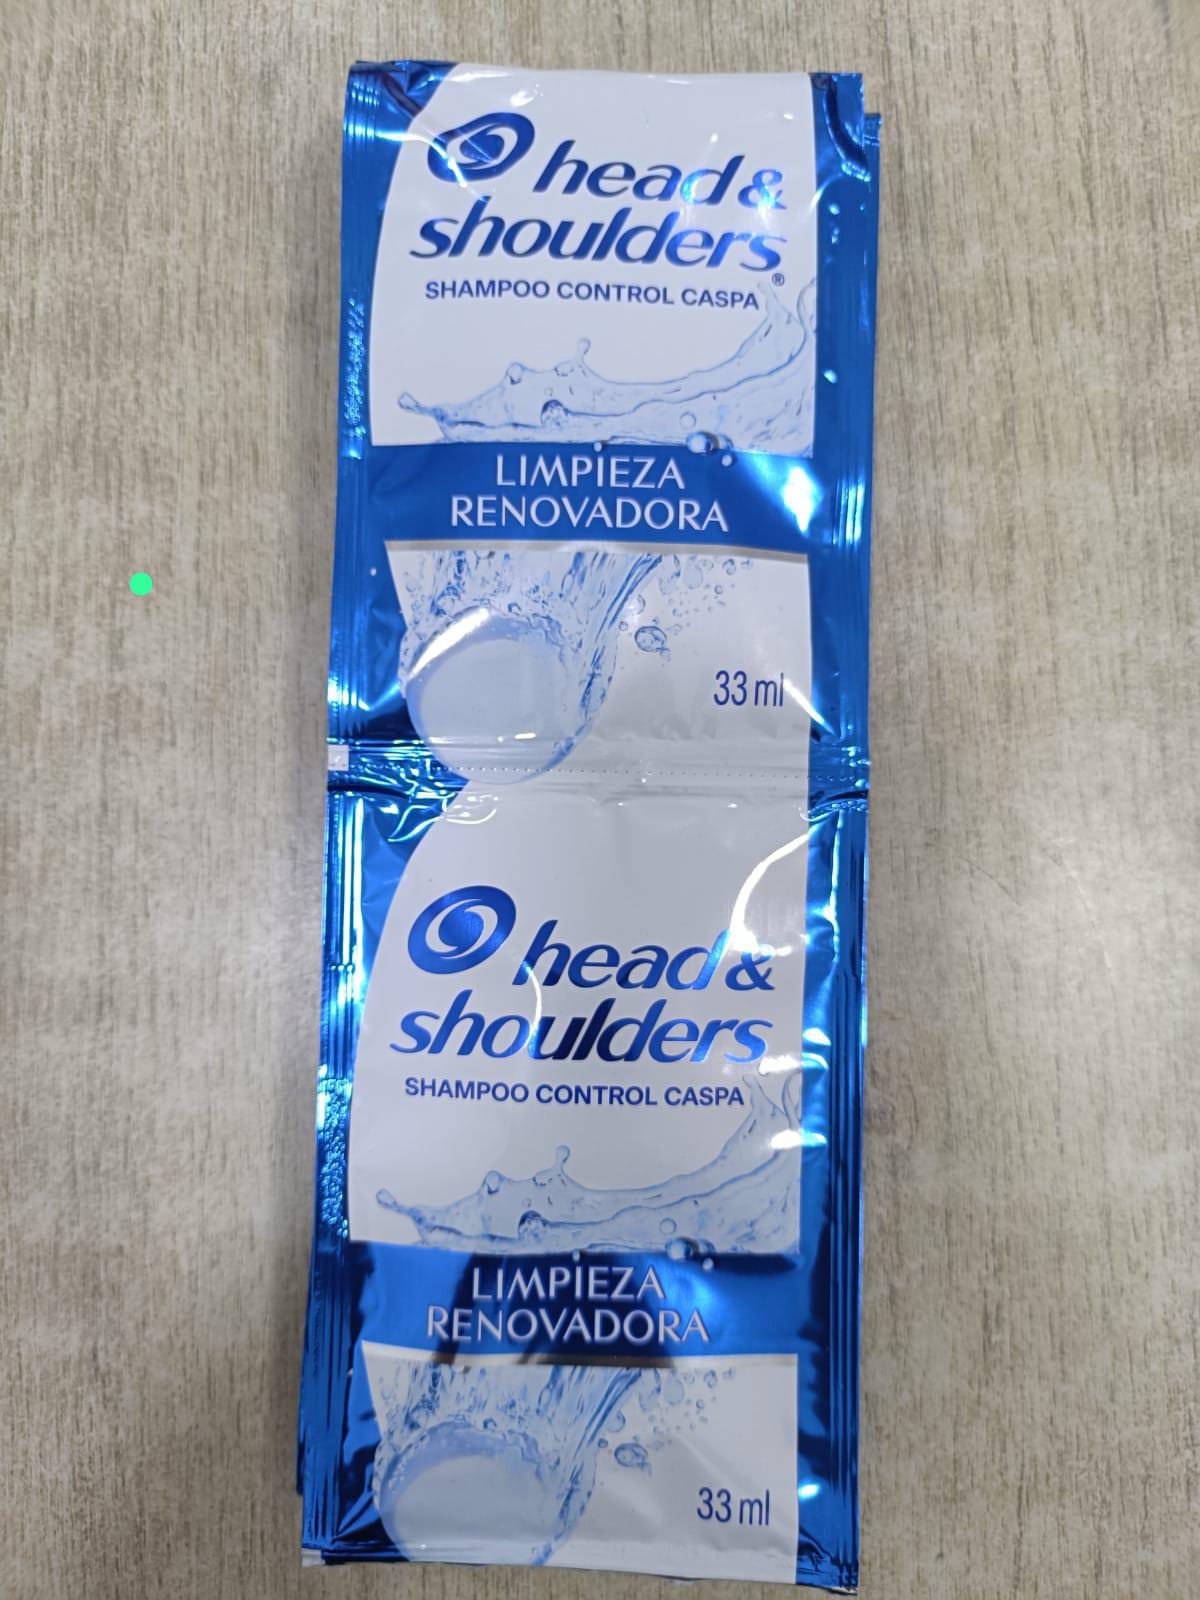 head &
shoulders®
SHAMPOO CONTROL CASPA
LIMPIEZA
RENOVADORA
33 ml
head &
shoulders
SHAMPOO CONTROL CASPA
LIMPIEZA
RENOVADORA
33 ml